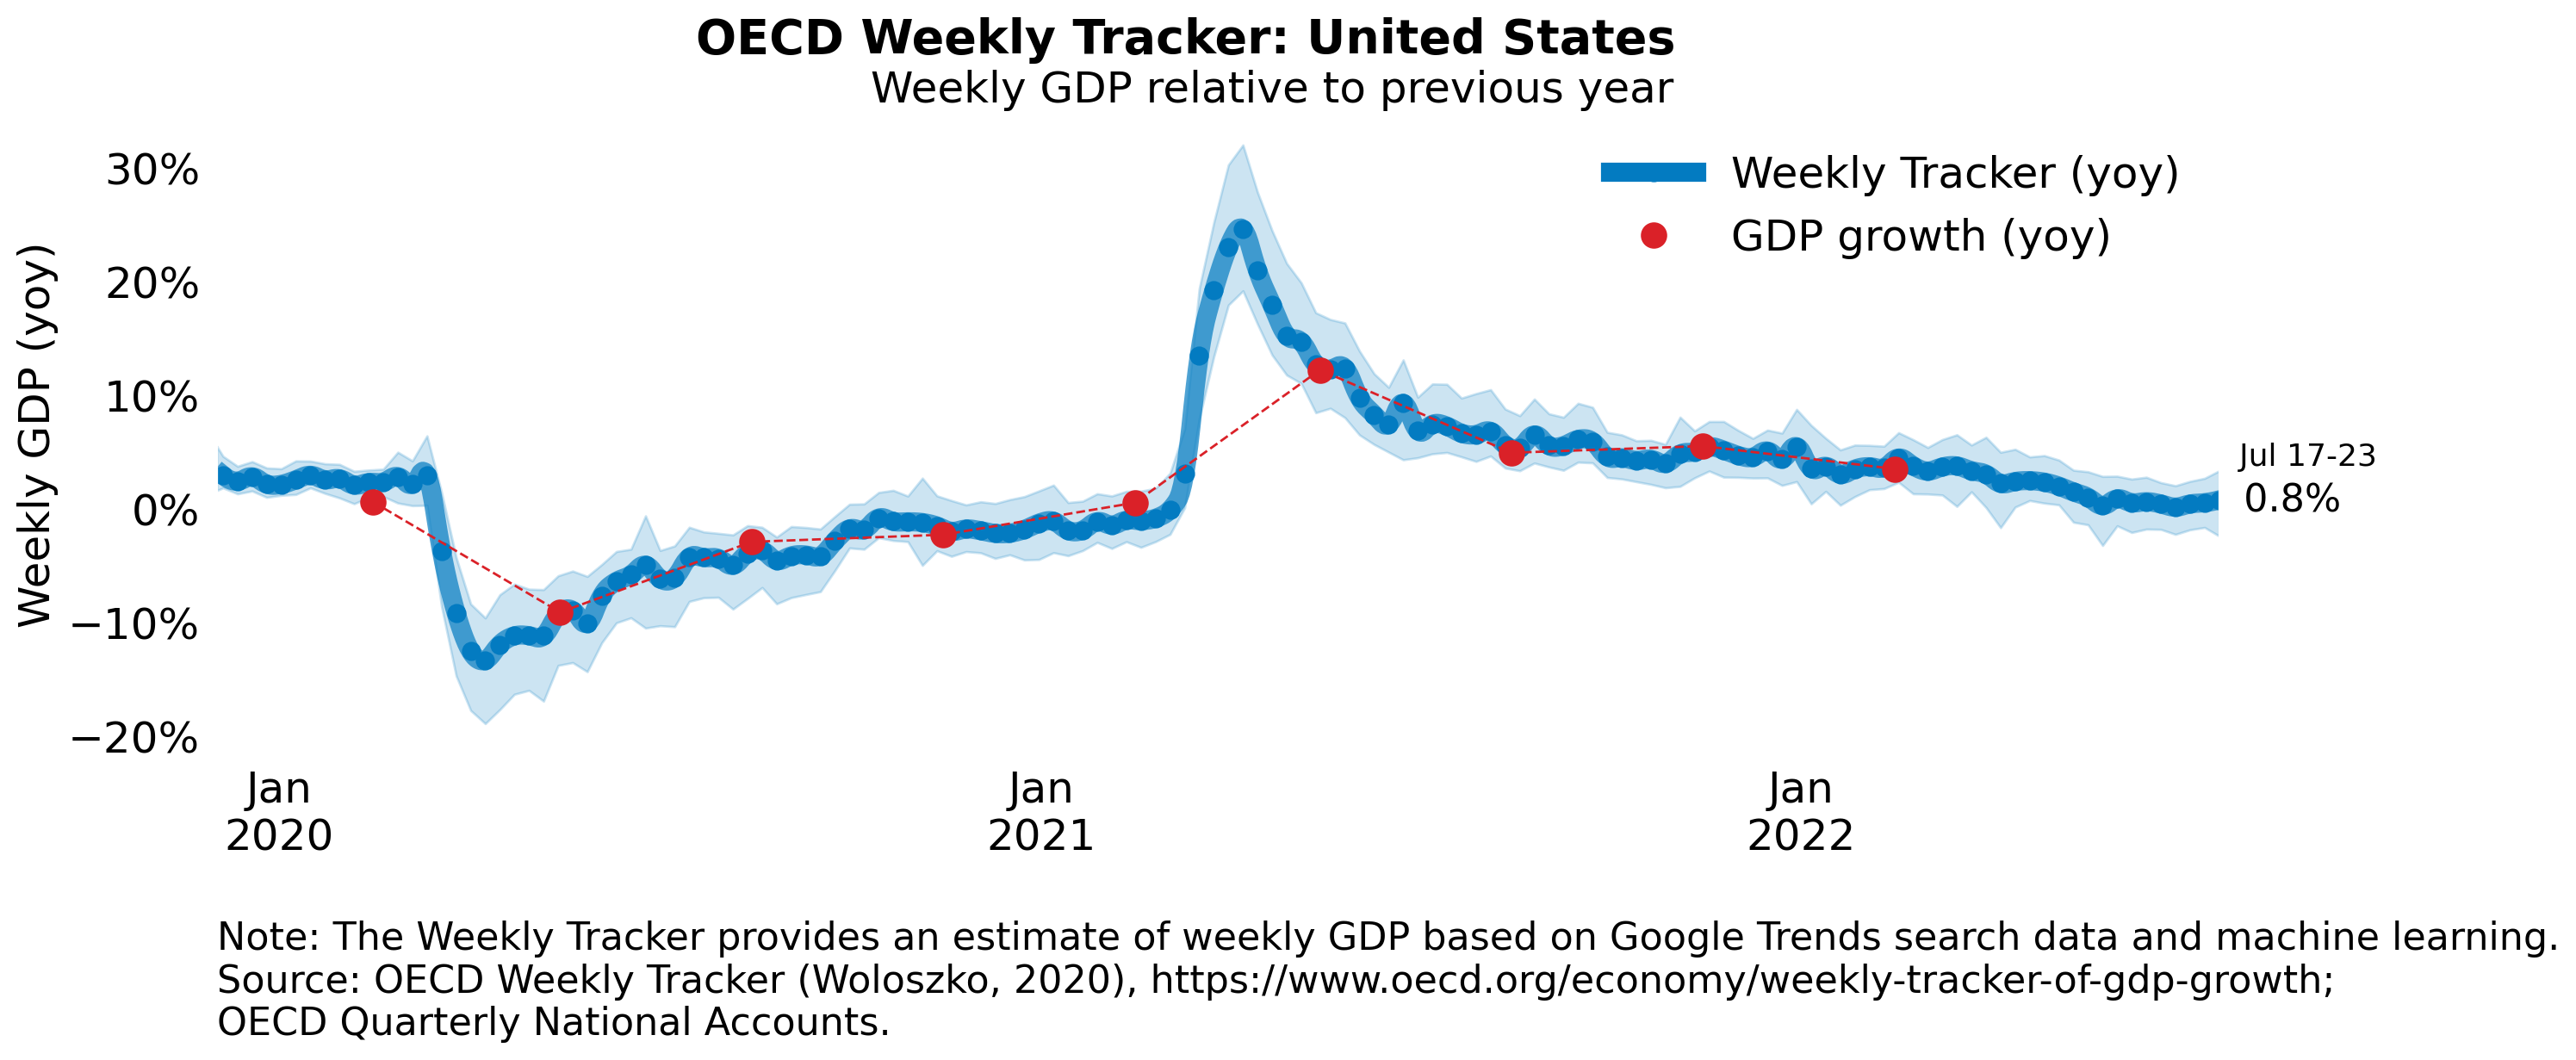 OECD Weekly Tracker: United States
Weekly GDP relative to previous year
Weekly GDP (yoy)
30%
20%
10%
0%
−10%
−20%
Weekly Tracker (yoy)
GDP growth (yoy)
Jul 17-23
0.8%
Jan
2020
Jan
2021
Jan
2022
Note: The Weekly Tracker provides an estimate of weekly GDP based on Google Trends search data and machine learning.
Source: OECD Weekly Tracker (Woloszko, 2020), https://www.oecd.org/economy/weekly-tracker-of-gdp-growth;
OECD Quarterly National Accounts.